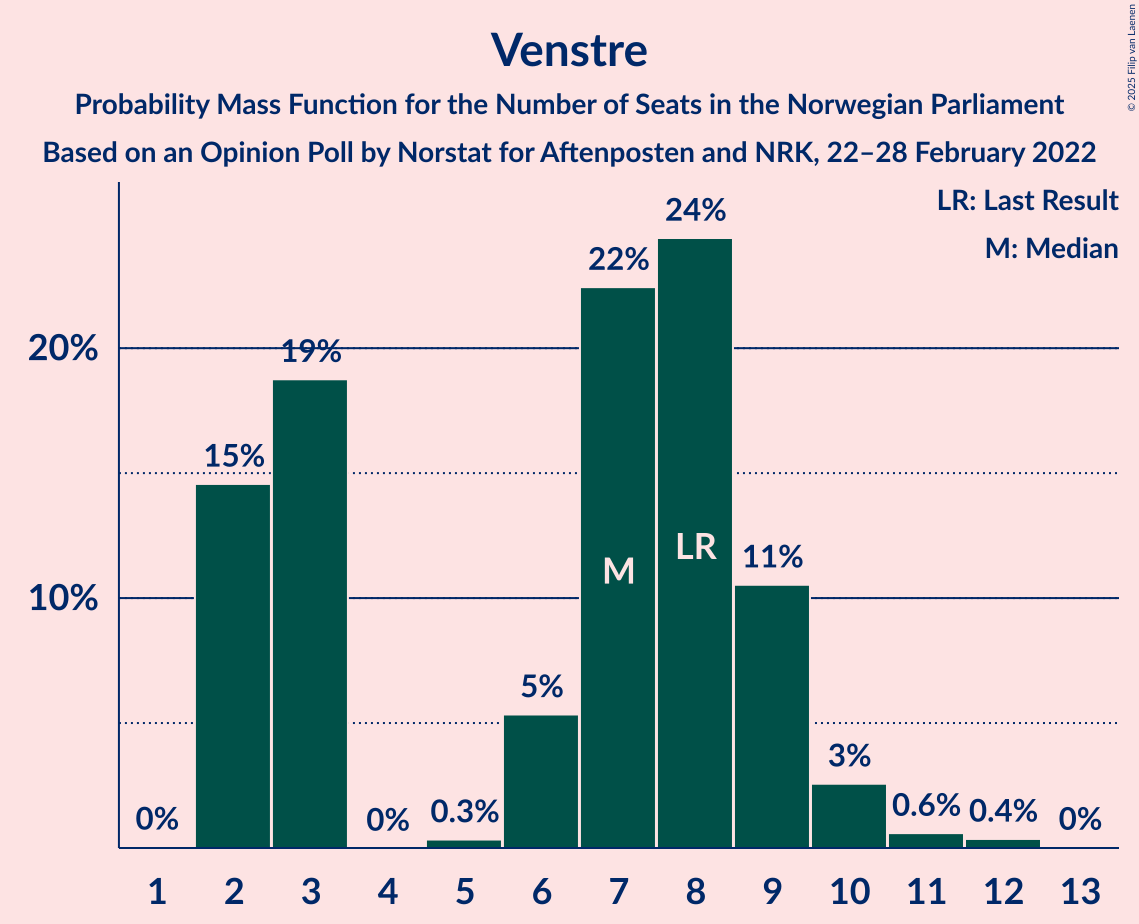 Venstre
Probability Mass Function for the Number of Seats in the Norwegian Parliament
Based on an Opinion Poll by Norstat for Aftenposten and NRK, 22–28 February 2022
© 2025 Filip van Laenen
LR: Last Result
M: Median
20%
10%
0%
15%
19%
0%
0.3%
5%
22%
24%
11%
3%
0.6%
0.4%
0%
M
LR
1 2 3 4 5 6 7 8 9 10 11 12 13